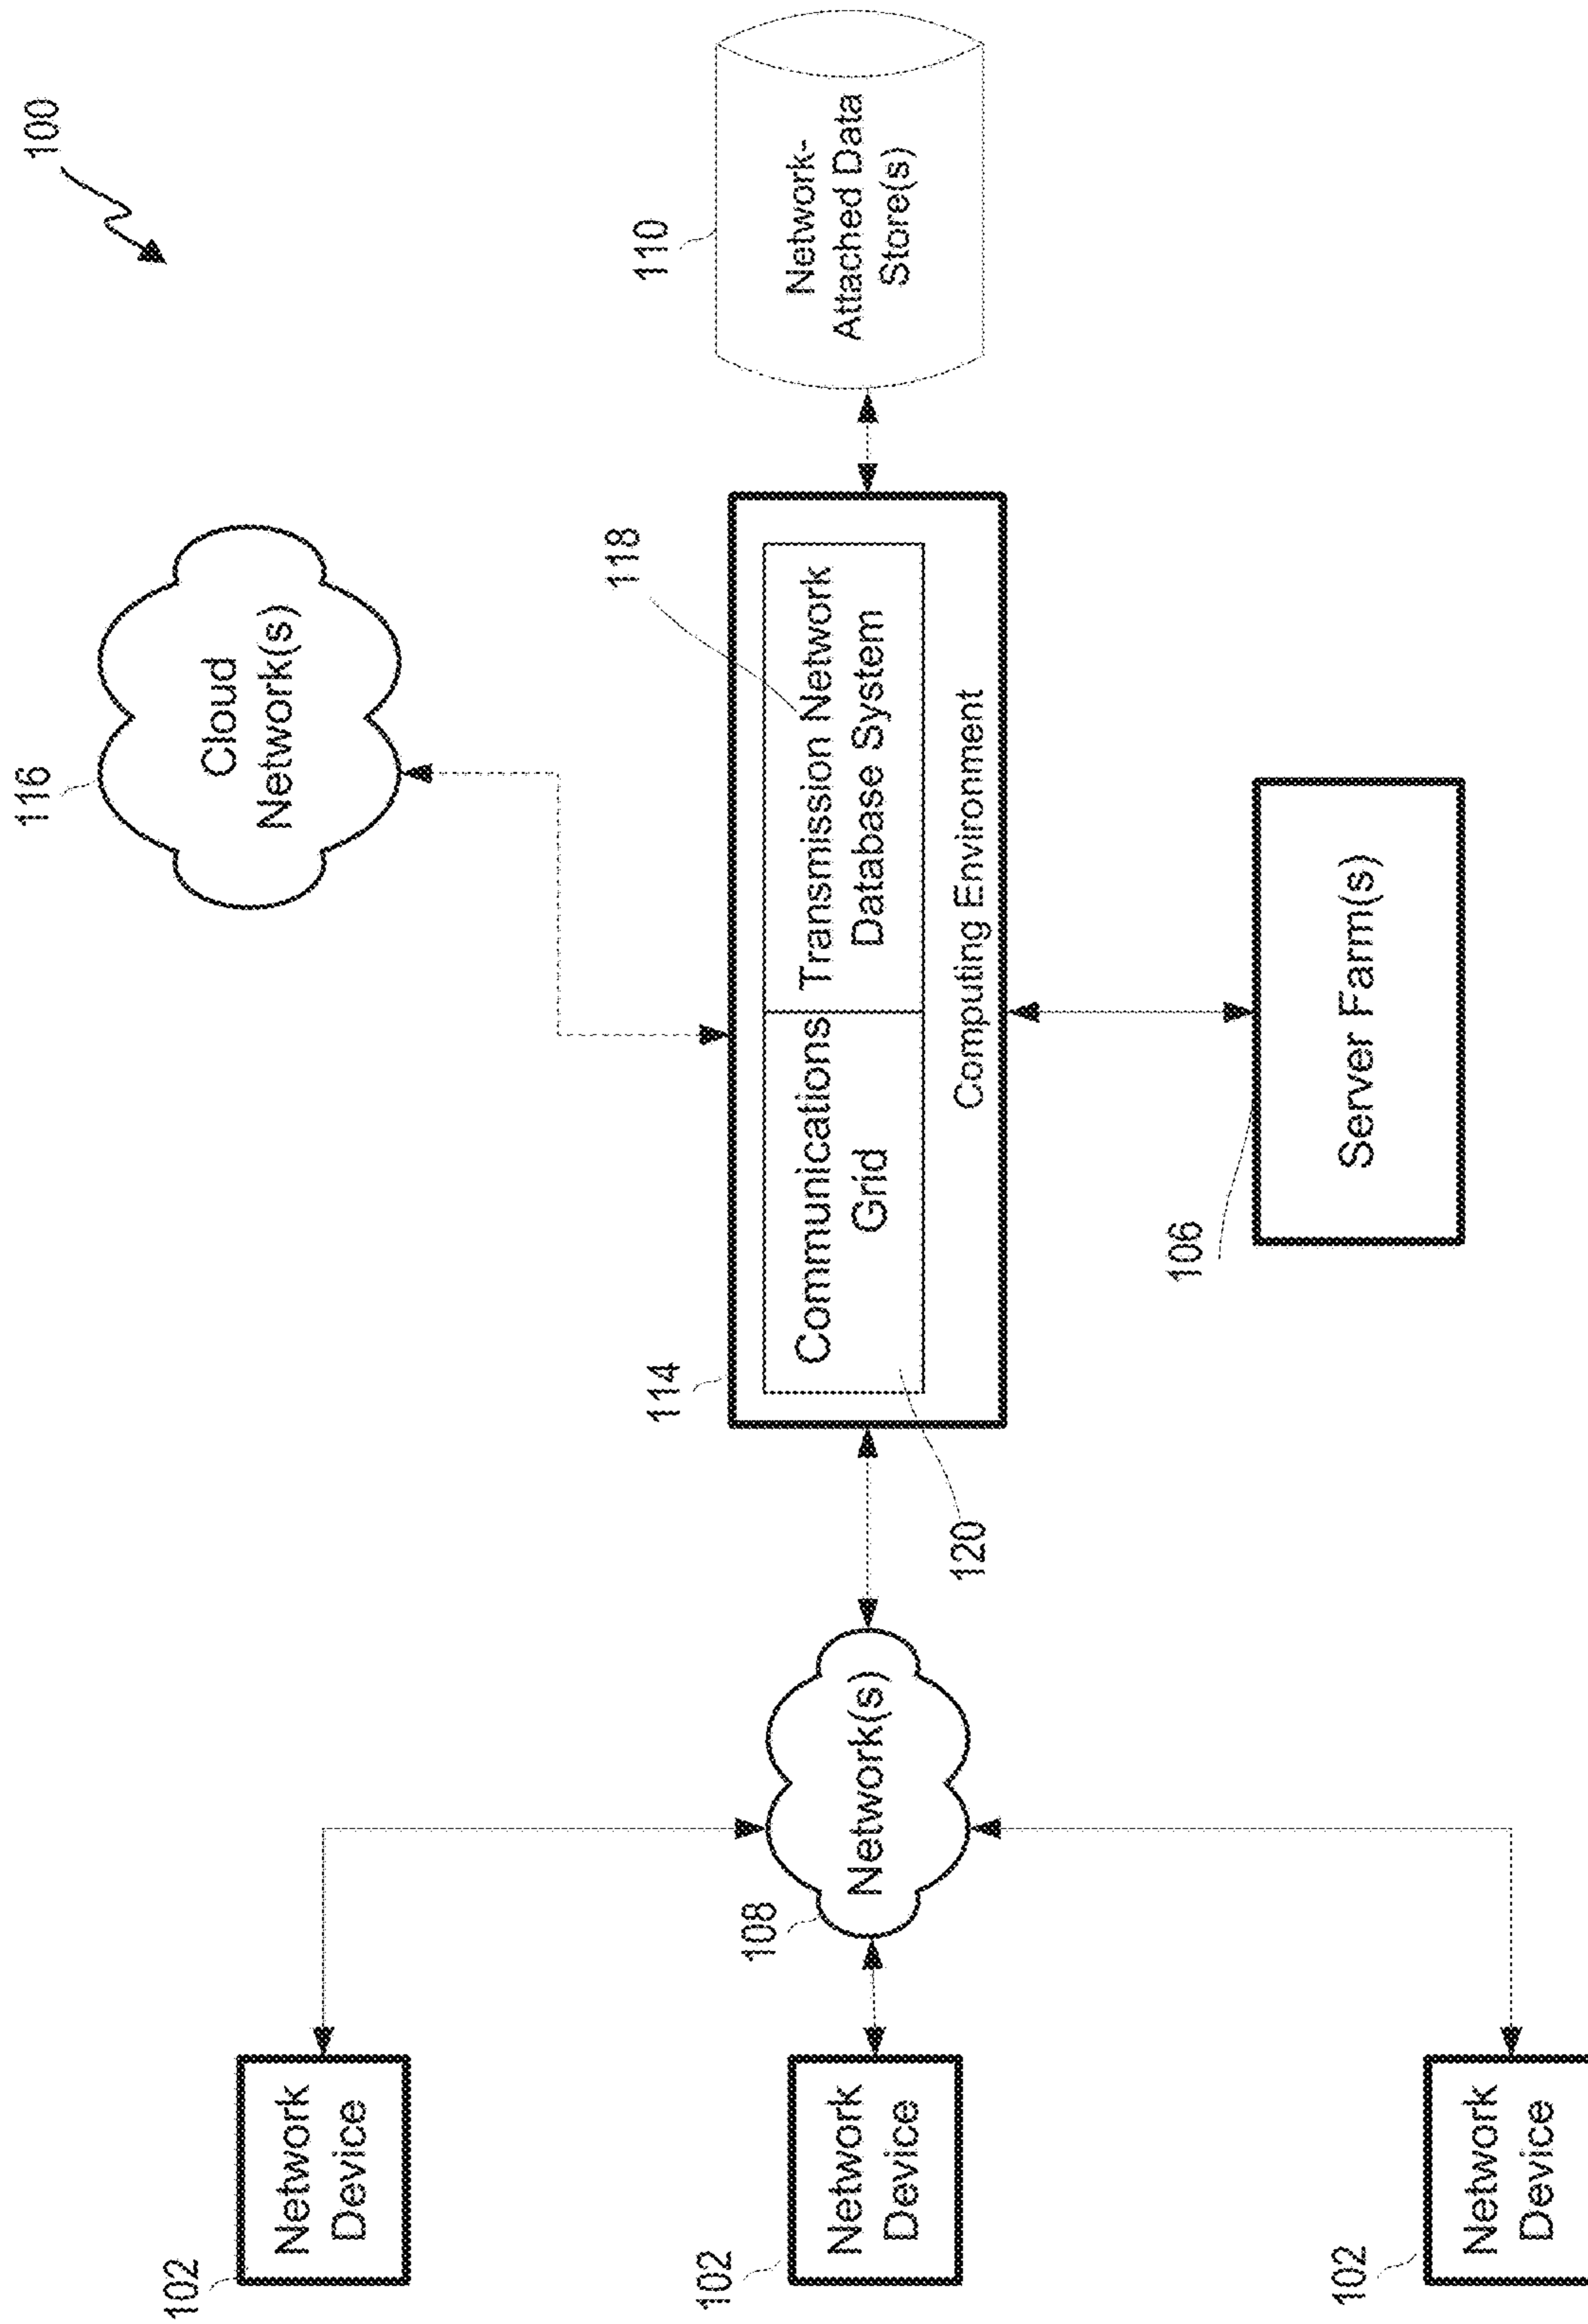 100
116
Cloud
Network(s)
110
Network-
Attached Data
Store(s)
118
114
Communications
Grid
Transmission Network
Database System
Computing Environment
120
106
Server Farm(s)
108
Network(s)
102
Network
Device
102
Network
Device
102
Network
Device